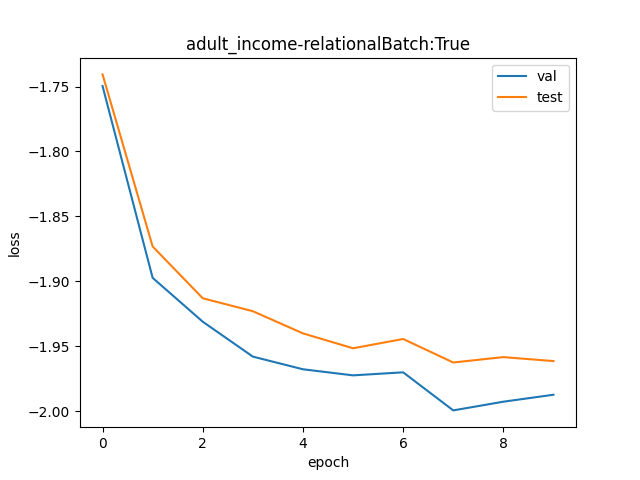 adult_income-relationalBatch:True
val
test
−1.75
−1.80
−1.85
−1.90
−1.95
−2.00
loss
0 2 4 6 8
epoch